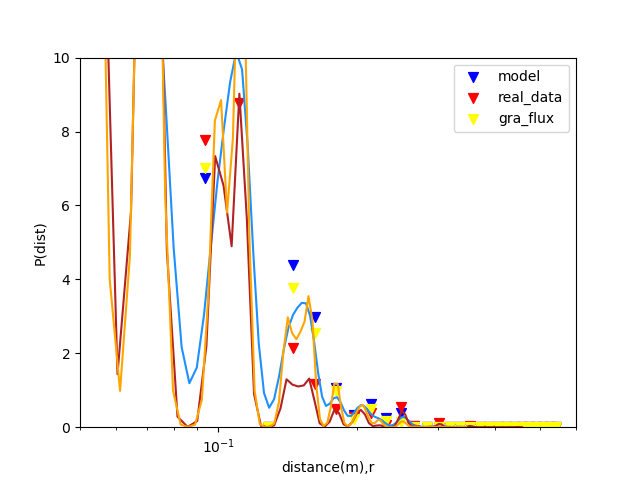 10
8
6
4
2
0
P(dist)
model
real_data
gra_flux
10⁻¹
distance(m),r